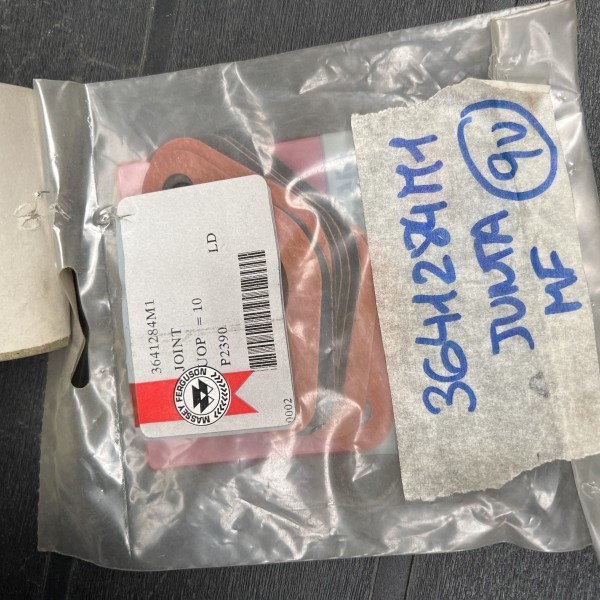 3641284M1
JOINT
UOP = 10 LD
P2390
0002
MASSEY FERGUSON
3641284M1
JUNTA 9U
MF